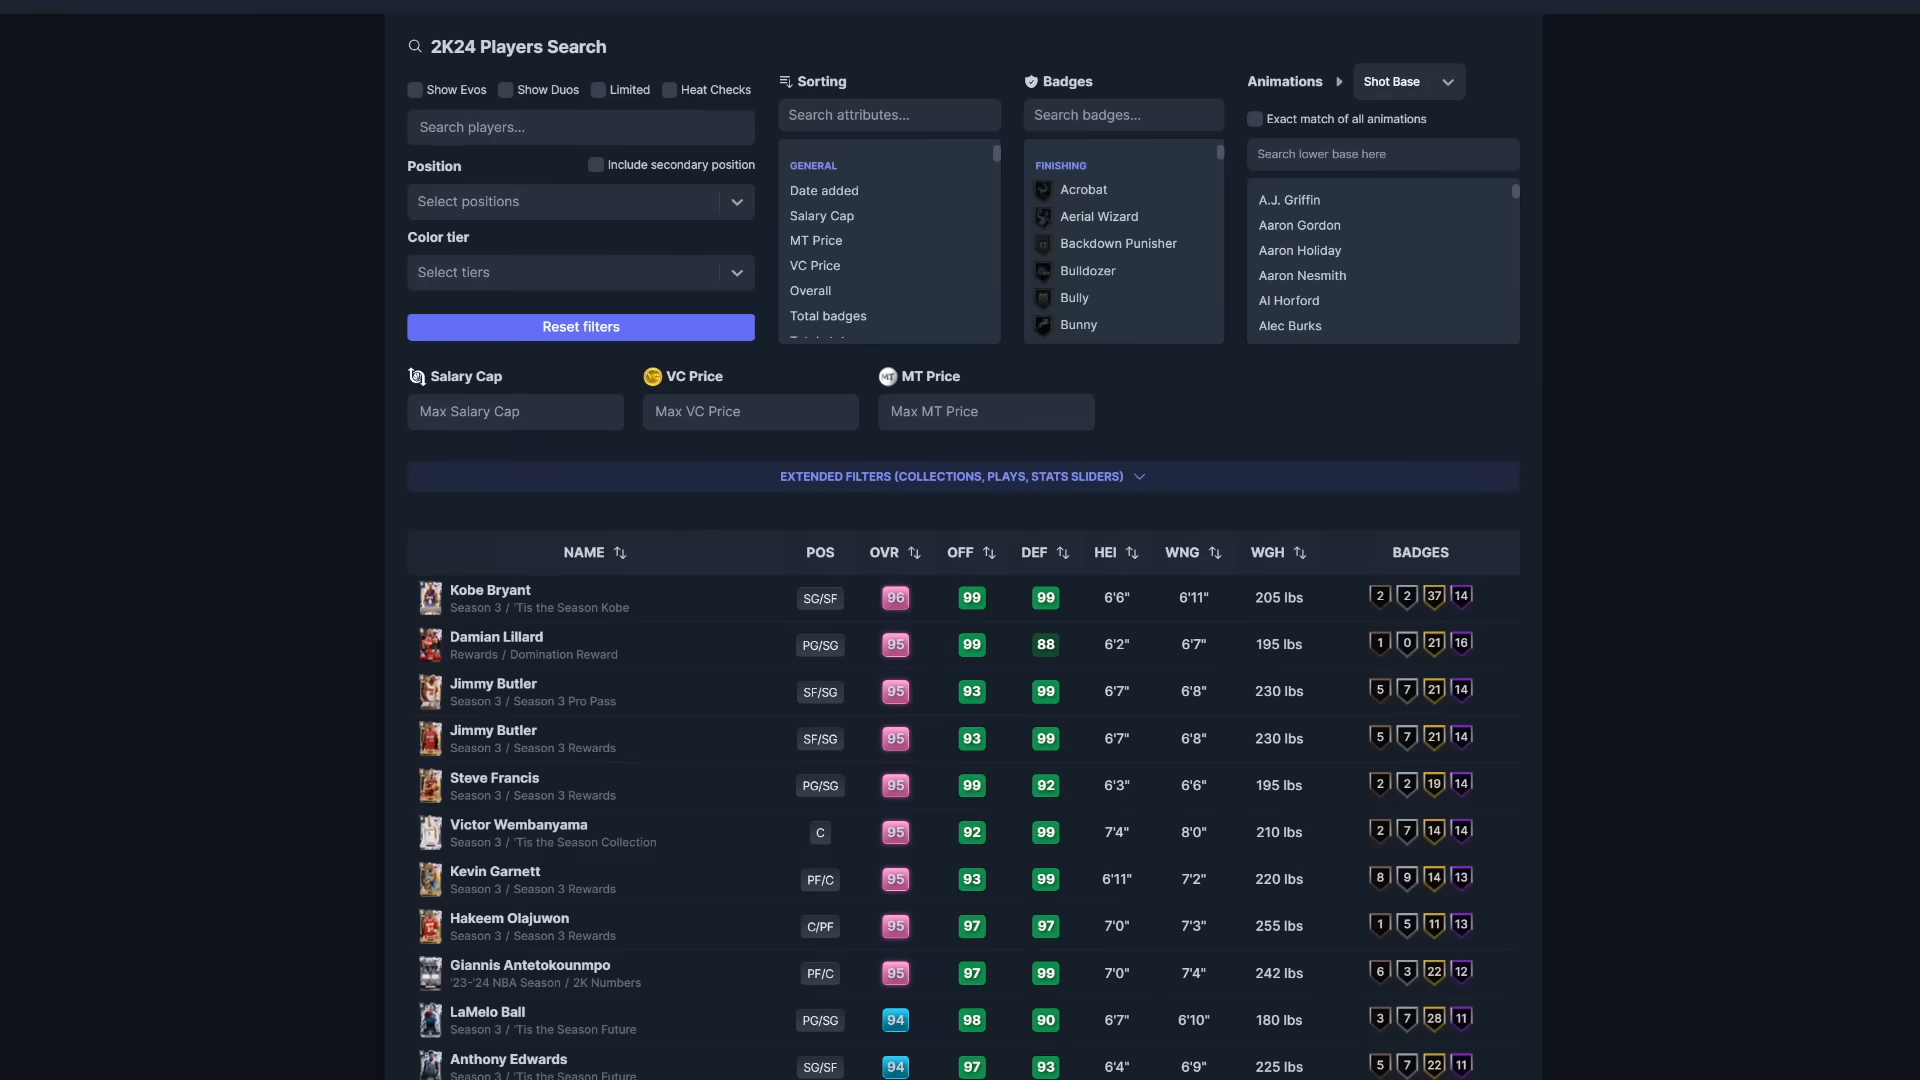 2K24 Players Search
Show Evos Show Duos Limited Heat Checks
Search players...
Position Include secondary position
Select positions
Color tier
Select tiers
Reset filters
Sorting
Search attributes...
GENERAL
Date added
Salary Cap
MT Price
VC Price
Overall
Total badges
Badges
Search badges...
FINISHING
Acrobat
Aerial Wizard
Backdown Punisher
Bulldozer
Bully
Bunny
Animations Shot Base
Exact match of all animations
Search lower base here
A.J. Griffin
Aaron Gordon
Aaron Holiday
Aaron Nesmith
Al Horford
Alec Burks
Salary Cap VC VC Price MT MT Price
Max Salary Cap Max VC Price Max MT Price
EXTENDED FILTERS (COLLECTIONS, PLAYS, STATS SLIDERS)
NAME POS OVR OFF DEF HEI WNG WGH BADGES
Kobe Bryant
Season 3 / 'Tis the Season Kobe
SG/SF 96 99 99 6'6" 6'11" 205 lbs 2 2 37 14
Damian Lillard
Rewards / Domination Reward
PG/SG 95 99 88 6'2" 6'7" 195 lbs 1 0 21 16
Jimmy Butler
Season 3 / Season 3 Pro Pass
SF/SG 95 93 99 6'7" 6'8" 230 lbs 5 7 21 14
Jimmy Butler
Season 3 / Season 3 Rewards
SF/SG 95 93 99 6'7" 6'8" 230 lbs 5 7 21 14
Steve Francis
Season 3 / Season 3 Rewards
PG/SG 95 99 92 6'3" 6'6" 195 lbs 2 2 19 14
Victor Wembanyama
Season 3 / 'Tis the Season Collection
C 95 92 99 7'4" 8'0" 210 lbs 2 7 14 14
Kevin Garnett
Season 3 / Season 3 Rewards
PF/C 95 93 99 6'11" 7'2" 220 lbs 8 9 14 13
Hakeem Olajuwon
Season 3 / Season 3 Rewards
C/PF 95 97 97 7'0" 7'3" 255 lbs 1 5 11 13
Giannis Antetokounmpo
'23-'24 NBA Season / 2K Numbers
PF/C 95 97 99 7'0" 7'4" 242 lbs 6 3 22 12
LaMelo Ball
Season 3 / 'Tis the Season Future
PG/SG 94 98 90 6'7" 6'10" 180 lbs 3 7 28 11
Anthony Edwards
Season 3 / 'Tis the Season Future
SG/SF 94 97 93 6'4" 6'9" 225 lbs 5 7 22 11